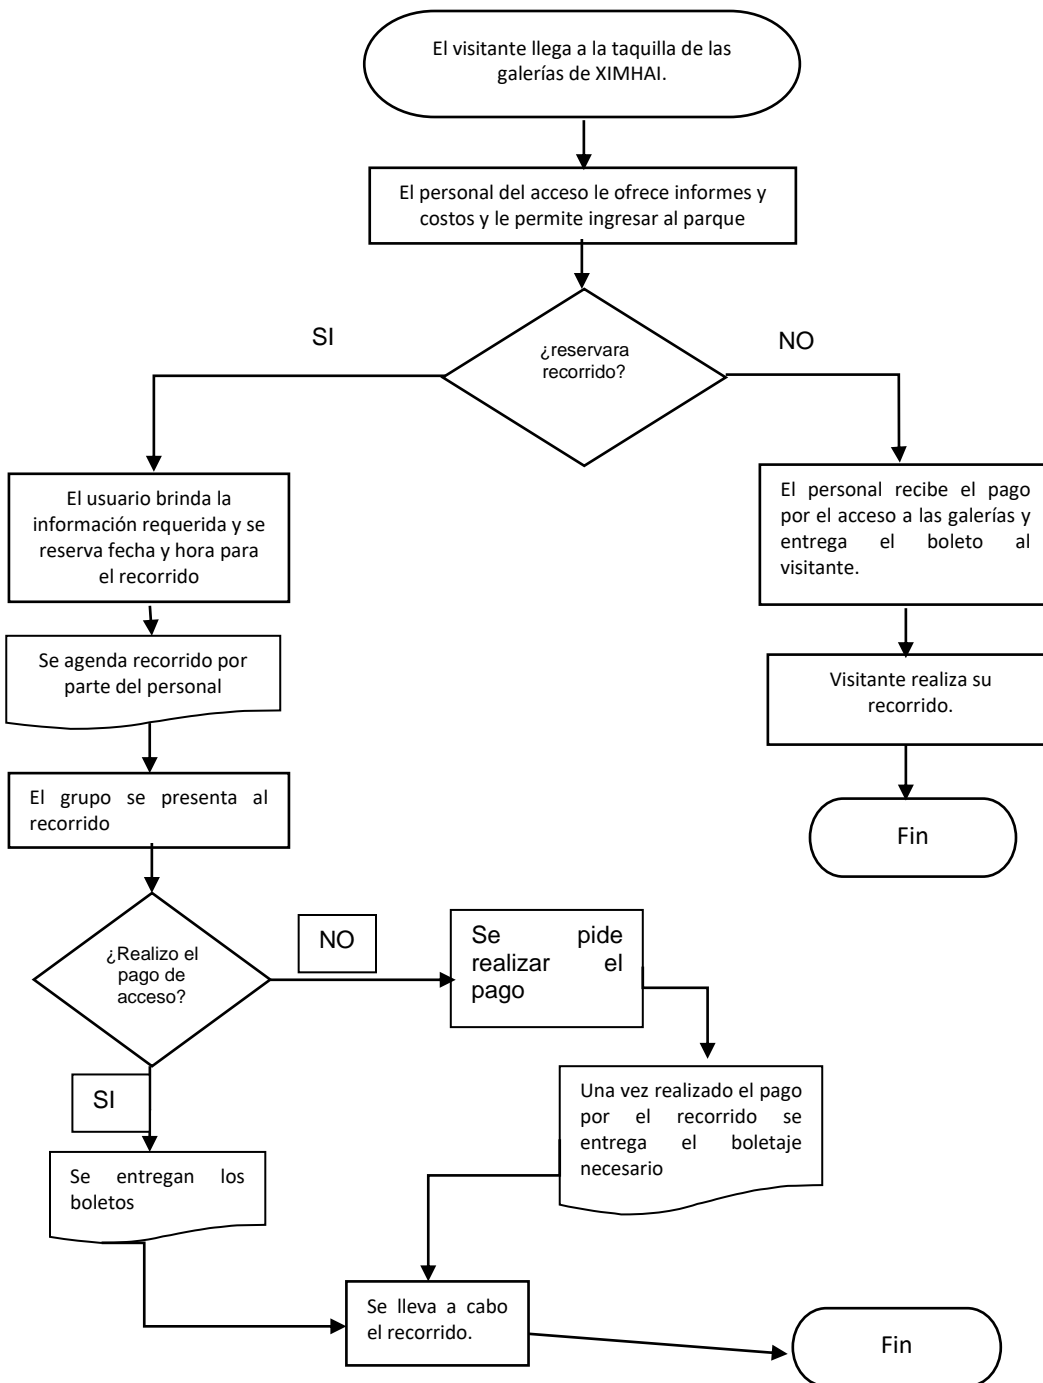 El visitante llega a la taquilla de las
galerías de XIMHAI.
El personal del acceso le ofrece informes y
costos y le permite ingresar al parque
¿reservara
recorrido?
SI
NO
El usuario brinda la
información requerida y se
reserva fecha y hora para
el recorrido
El personal recibe el pago
por el acceso a las galerías y
entrega el boleto al
visitante.
Se agenda recorrido por
parte del personal
Visitante realiza su
recorrido.
El grupo se presenta al
recorrido
Fin
¿Realizo el
pago de
acceso?
NO
Se pide
realizar el
pago
SI
Una vez realizado el pago
por el recorrido se
entrega el boletaje
necesario
Se entregan los
boletos
Se lleva a cabo
el recorrido.
Fin